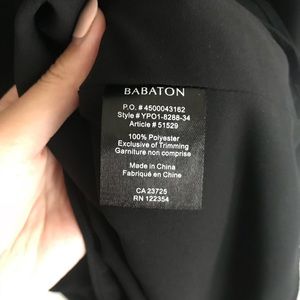 BABATON
P.O. # 4500043162
Style # YPO1-8288-34
Article # 51529
100% Polyester
Exclusive of Trimming
Garniture non comprise
Made in China
Fabriqué en Chine
CA 23725
RN 122354